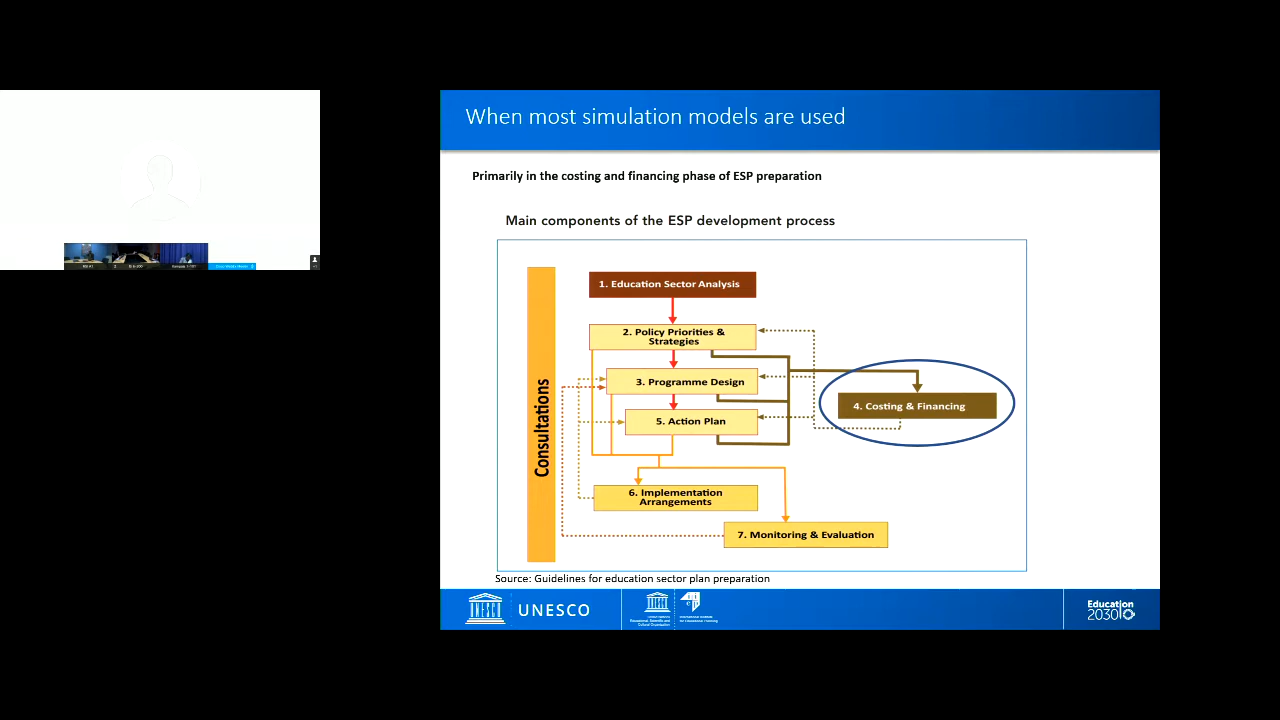 When most simulation models are used
Primarily in the costing and financing phase of ESP preparation
Main components of the ESP development process
Consultations
1. Education Sector Analysis
2. Policy Priorities &
Strategies
3. Programme Design
4. Costing & Financing
5. Action Plan
6. Implementation
Arrangements
7. Monitoring & Evaluation
Source: Guidelines for education sector plan preparation
UNESCO
Education
2030